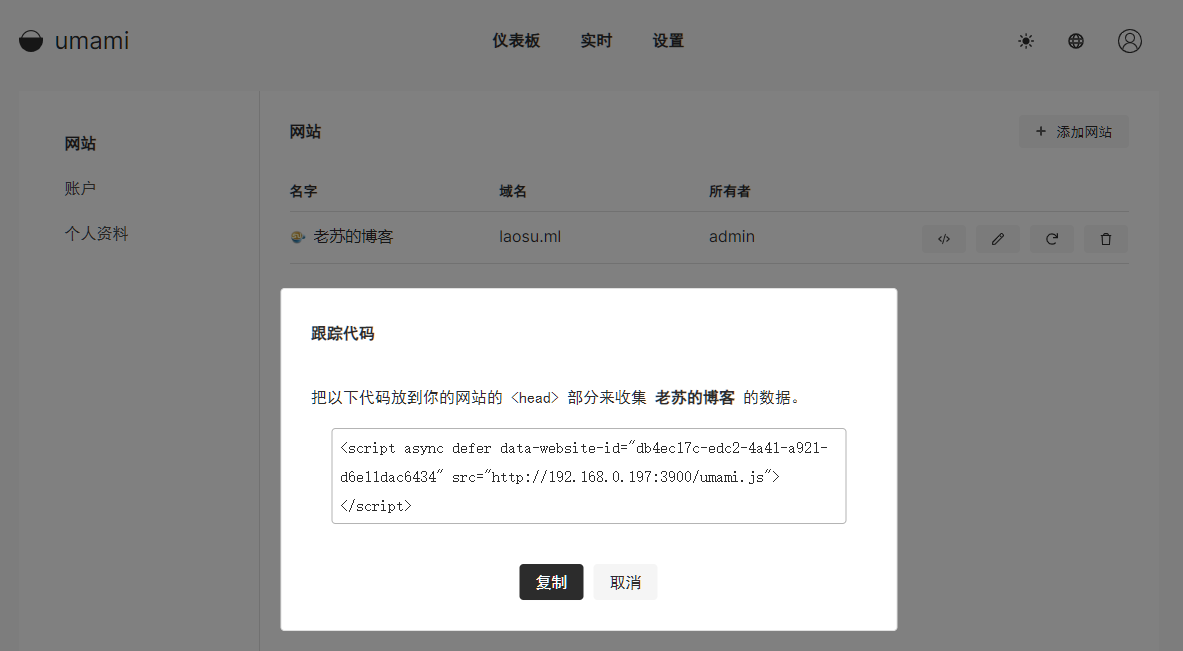 umami
仪表板 实时 设置
网站
账户
个人资料
网站
+ 添加网站
名字 域名 所有者
老苏的博客 laosu.ml admin
跟踪代码
把以下代码放到你的网站的 <head> 部分来收集 老苏的博客 的数据。
<script async defer data-website-id="db4ec17c-edc2-4a41-a921-
d6e11dac6434" src="http://192.168.0.197:3900/umami.js">
</script>
复制 取消